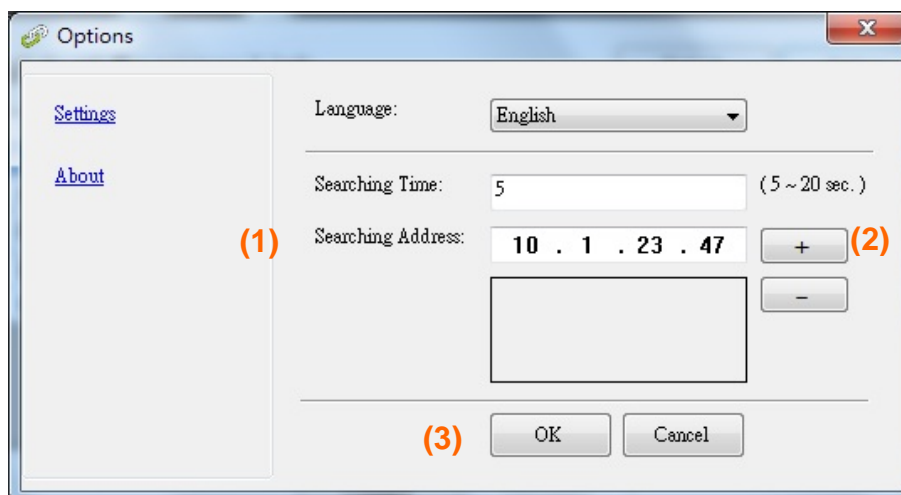 Options
Settings
About
Language:
English
Searching Time:
5
( 5 ~ 20 sec. )
(1)
Searching Address:
10 . 1 . 23 . 47
+
(2)
-
(3)
OK
Cancel